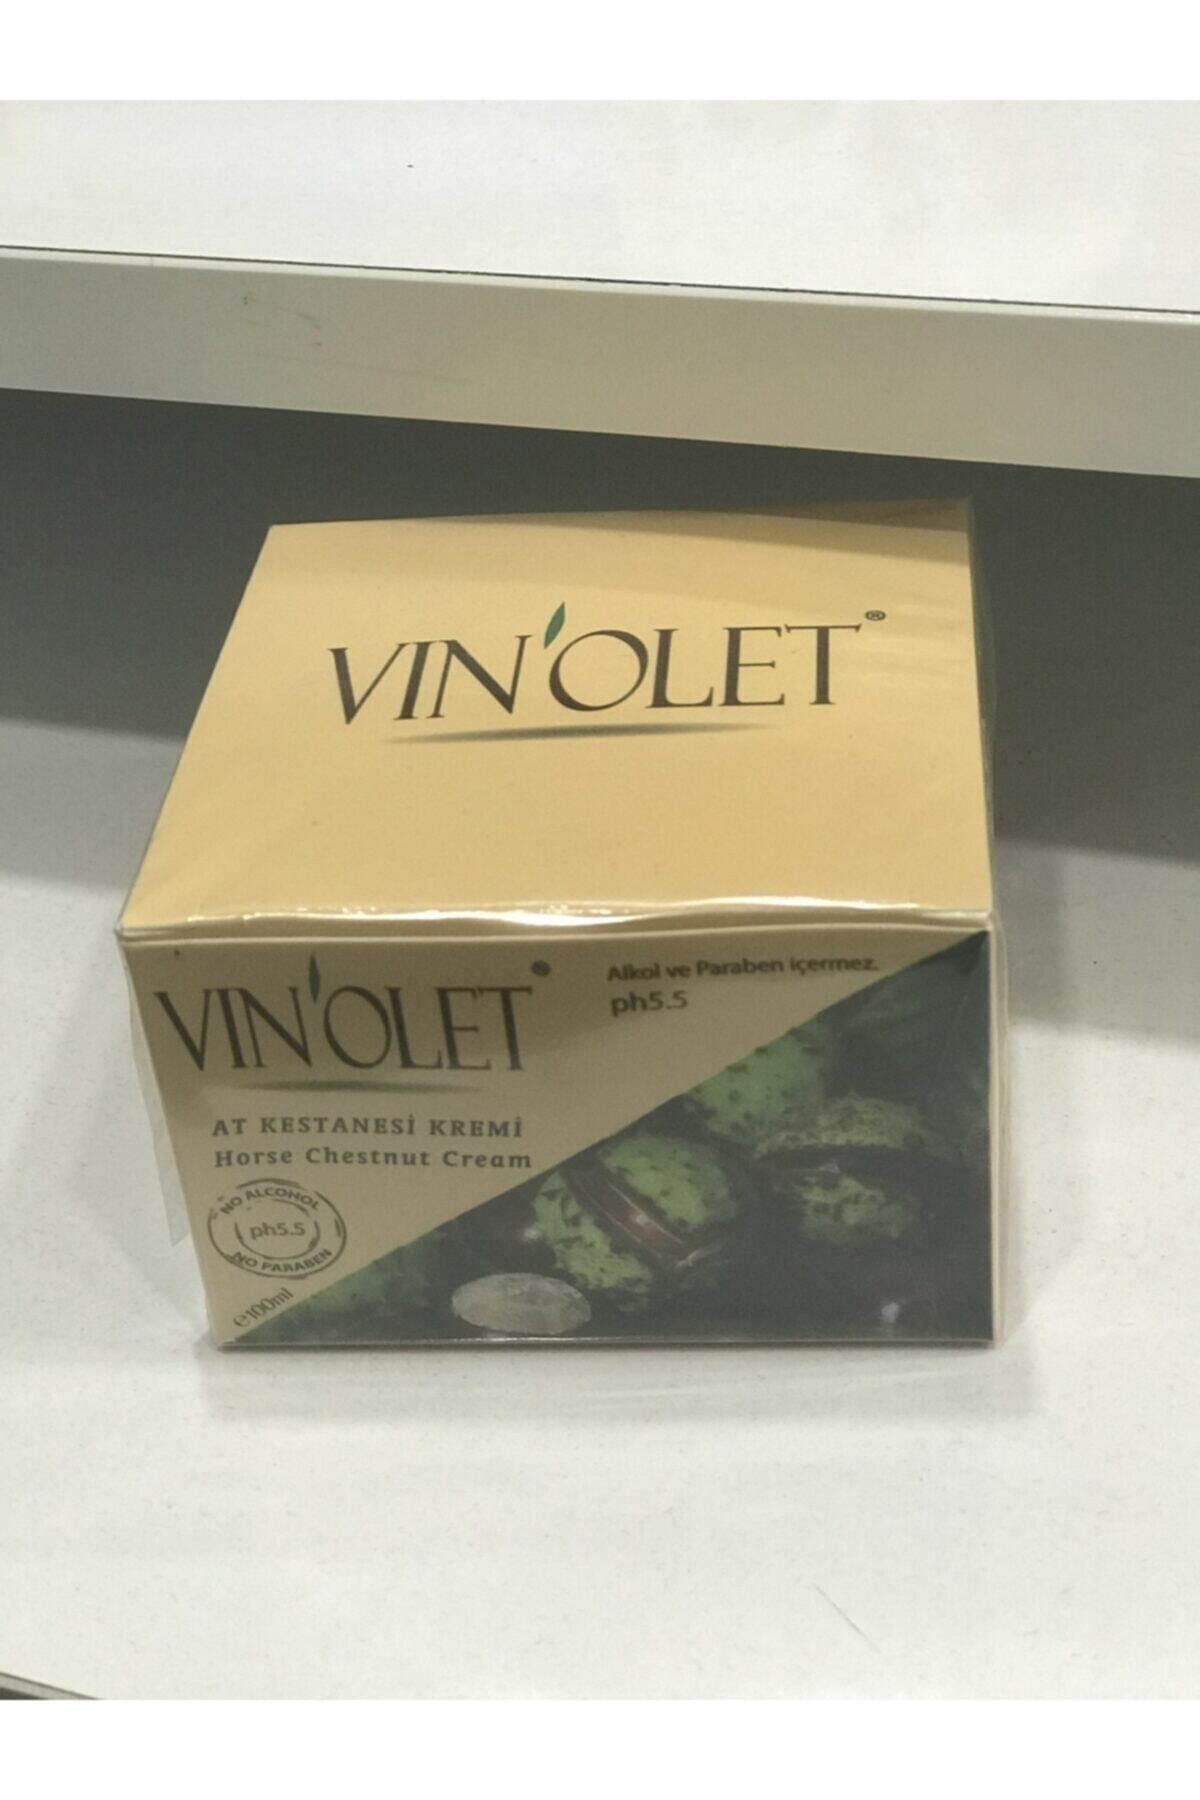 VIN'OLET®
VIN'OLET®
Alkol ve Paraben içermez.
ph5.5
AT KESTANESİ KREMİ
Horse Chestnut Cream
NO ALCOHOL
ph5.5
NO PARABEN
e100ml